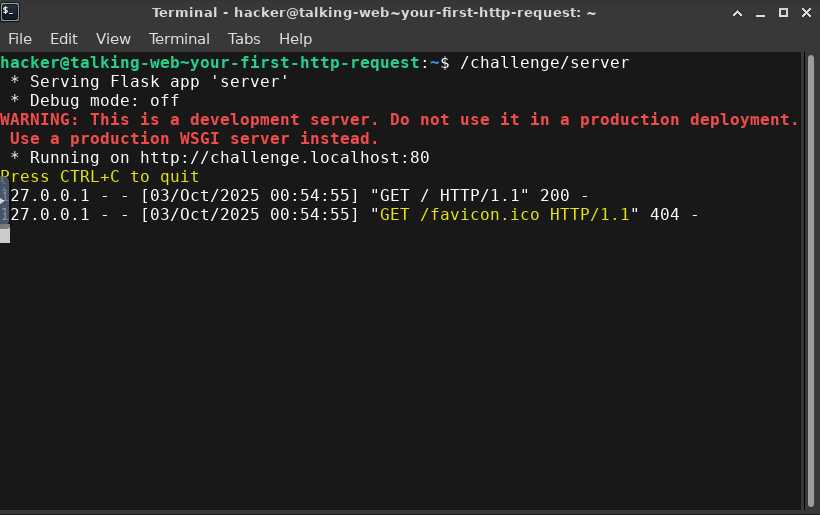 Terminal - hacker@talking-web~your-first-http-request: ~
File Edit View Terminal Tabs Help
hacker@talking-web~your-first-http-request:~$ /challenge/server
* Serving Flask app 'server'
* Debug mode: off
WARNING: This is a development server. Do not use it in a production deployment.
Use a production WSGI server instead.
* Running on http://challenge.localhost:80
Press CTRL+C to quit
127.0.0.1 - - [03/Oct/2025 00:54:55] "GET / HTTP/1.1" 200 -
127.0.0.1 - - [03/Oct/2025 00:54:55] "GET /favicon.ico HTTP/1.1" 404 -